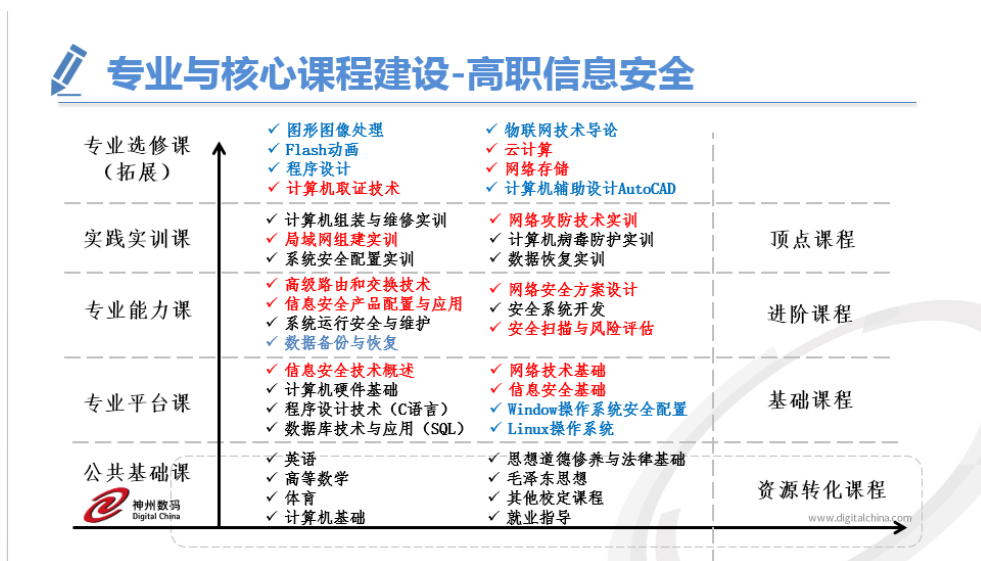 专业与核心课程建设-高职信息安全
专业选修课
（拓展）
✓ 图形图像处理
✓ Flash动画
✓ 程序设计
✓ 计算机取证技术
✓ 物联网技术导论
✓ 云计算
✓ 网络存储
✓ 计算机辅助设计AutoCAD
实践实训课
✓ 计算机组装与维修实训
✓ 局域网组建实训
✓ 系统安全配置实训
✓ 网络攻防技术实训
✓ 计算机病毒防护实训
✓ 数据恢复实训
顶点课程
专业能力课
✓ 高级路由和交换技术
✓ 信息安全产品配置与应用
✓ 系统运行安全与维护
✓ 数据备份与恢复
✓ 网络安全方案设计
✓ 安全系统开发
✓ 安全扫描与风险评估
进阶课程
专业平台课
✓ 信息安全技术概述
✓ 计算机硬件基础
✓ 程序设计技术（C语言）
✓ 数据库技术与应用（SQL）
✓ 网络技术基础
✓ 信息安全基础
✓ Window操作系统安全配置
✓ Linux操作系统
基础课程
公共基础课
✓ 英语
✓ 高等数学
✓ 体育
✓ 计算机基础
✓ 思想道德修养与法律基础
✓ 毛泽东思想
✓ 其他校定课程
✓ 就业指导
资源转化课程
神州数码
Digital China
www.digitalchina.com